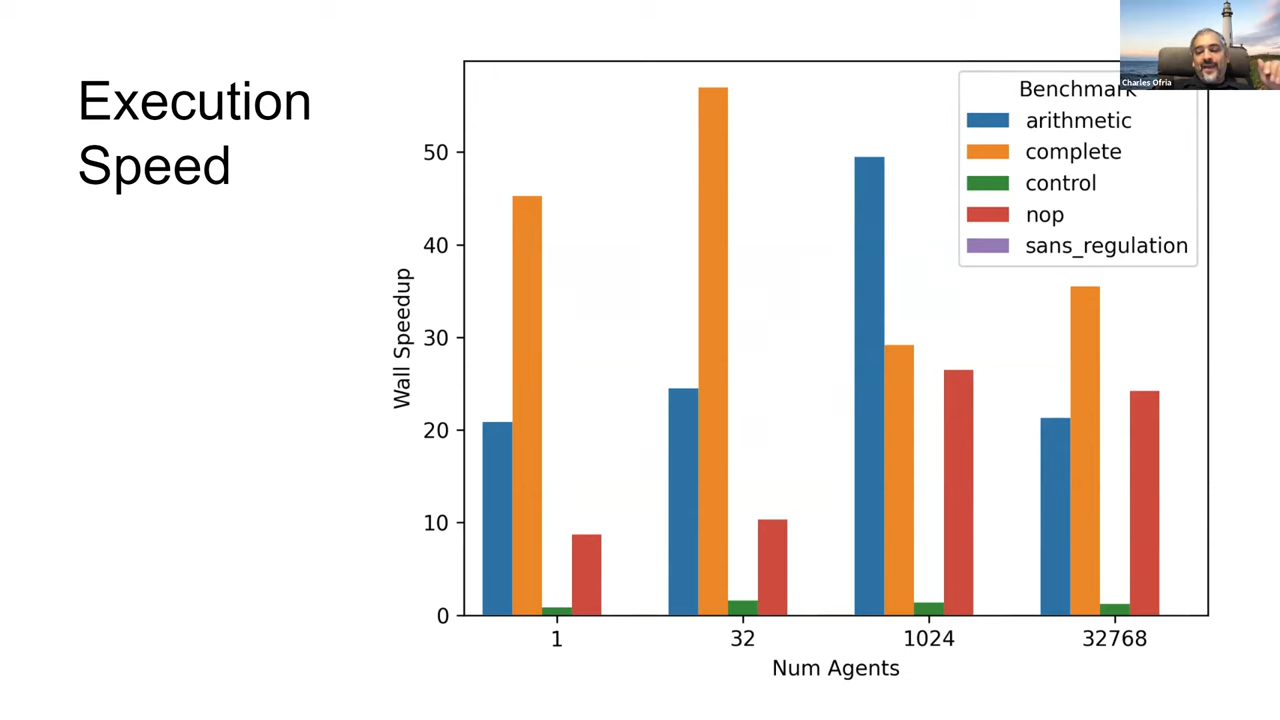 Execution
Speed
Charles Ofria
Benchmark
arithmetic
complete
control
nop
sans_regulation
Wall Speedup
50
40
30
20
10
0
1 32 1024 32768
Num Agents